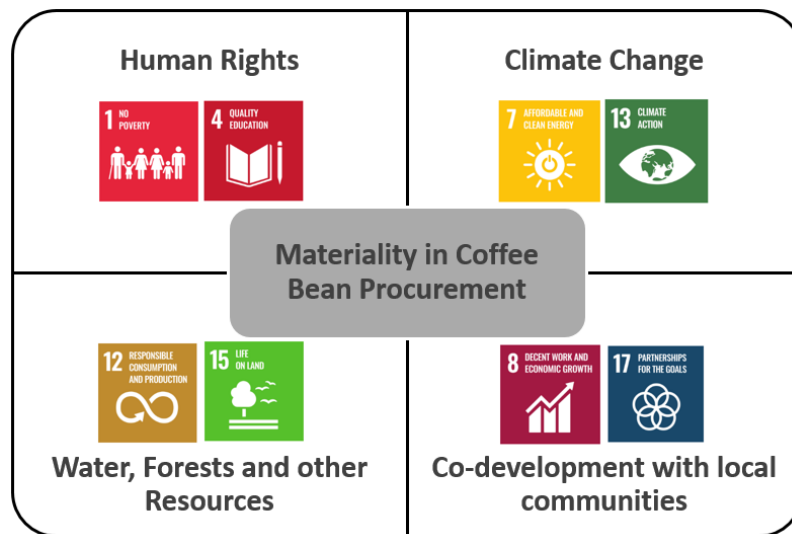 Human Rights
1 NO
POVERTY
4 QUALITY
EDUCATION
Climate Change
7 AFFORDABLE AND
CLEAN ENERGY
13 CLIMATE
ACTION
Materiality in Coffee
Bean Procurement
12 RESPONSIBLE
CONSUMPTION
AND PRODUCTION
15 LIFE
ON LAND
Water, Forests and other
Resources
8 DECENT WORK AND
ECONOMIC GROWTH
17 PARTNERSHIPS
FOR THE GOALS
Co-development with local
communities